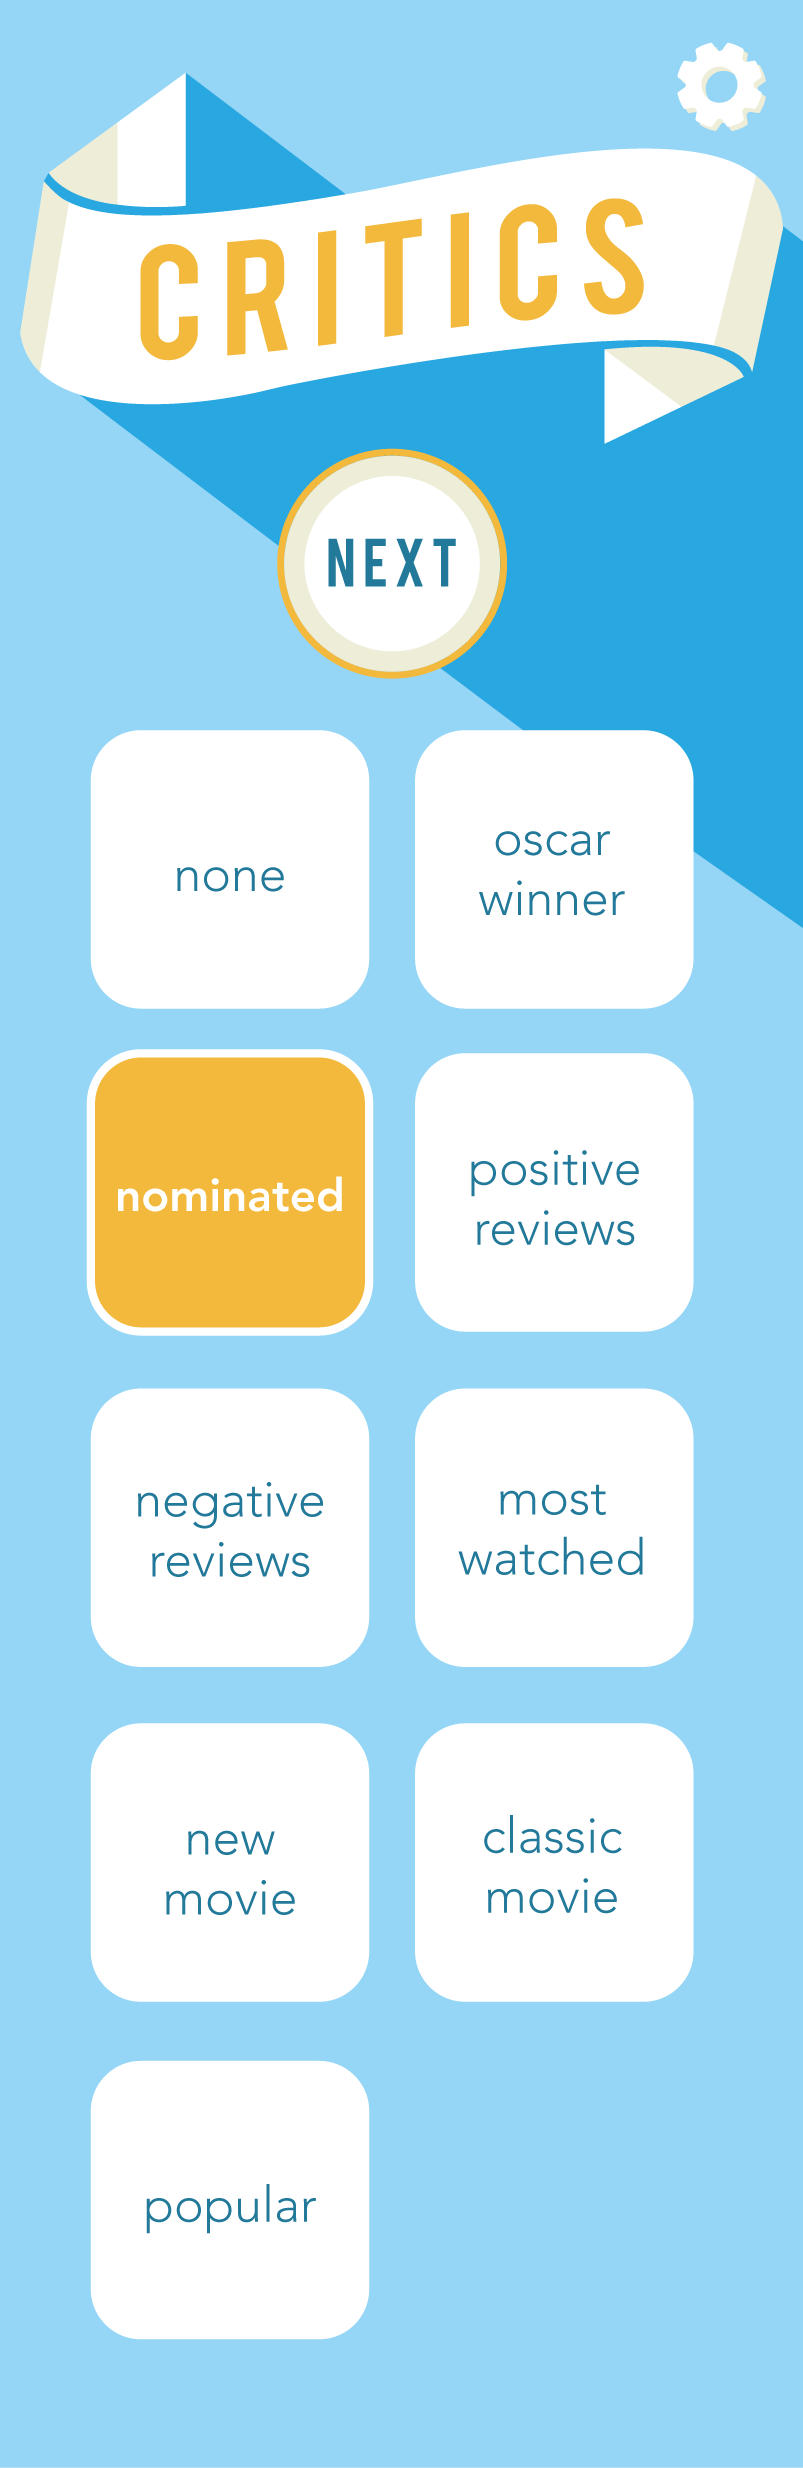 CRITICS
NEXT
none
oscar
winner
nominated
positive
reviews
negative
reviews
most
watched
new
movie
classic
movie
popular